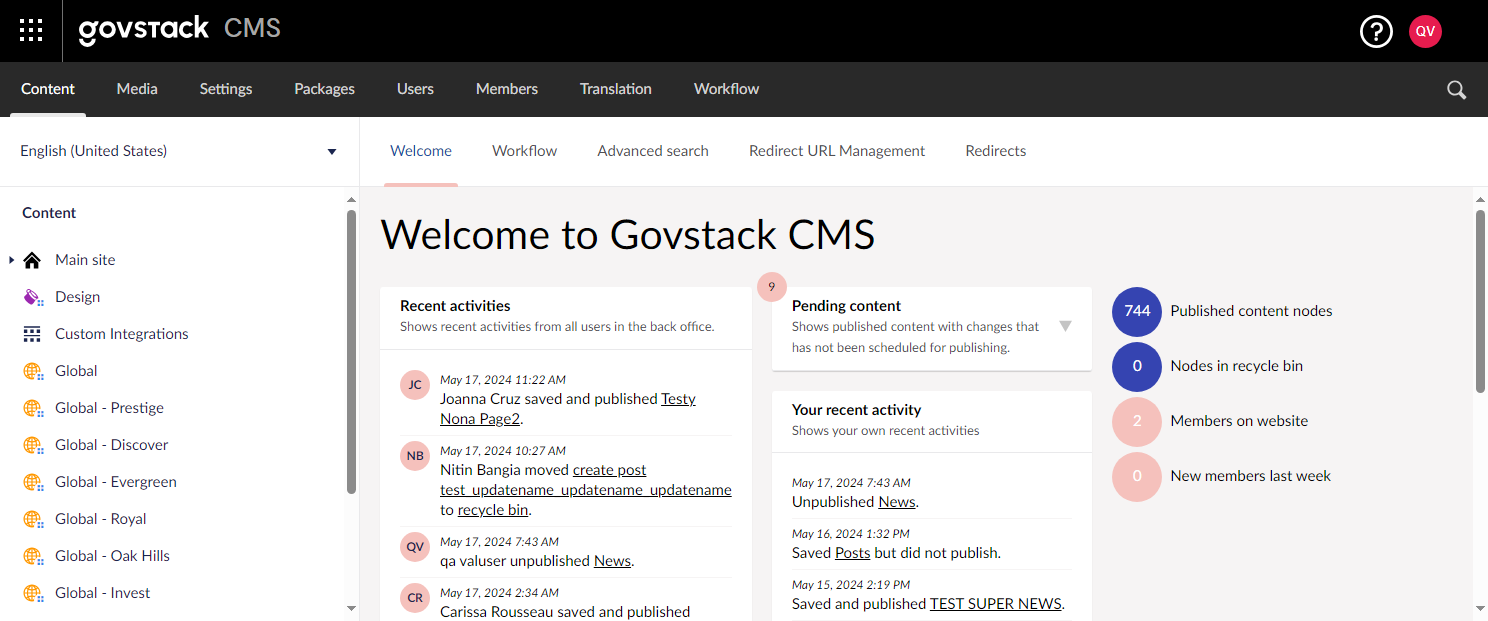 govstack CMS
?
QV
Content
Media
Settings
Packages
Users
Members
Translation
Workflow
English (United States)
Welcome
Workflow
Advanced search
Redirect URL Management
Redirects
Content
Main site
Design
Custom Integrations
Global
Global - Prestige
Global - Discover
Global - Evergreen
Global - Royal
Global - Oak Hills
Global - Invest
Welcome to Govstack CMS
Recent activities
Shows recent activities from all users in the back office.
JC
May 17, 2024 11:22 AM
Joanna Cruz saved and published Testy
Nona Page2.
NB
May 17, 2024 10:27 AM
Nitin Bangia moved create post
test_updatename_updatename_updatename
to recycle bin.
QV
May 17, 2024 7:43 AM
qa valuser unpublished News.
CR
May 17, 2024 2:34 AM
Carissa Rousseau saved and published
9
Pending content
Shows published content with changes that
has not been scheduled for publishing.
Your recent activity
Shows your own recent activities
May 17, 2024 7:43 AM
Unpublished News.
May 16, 2024 1:32 PM
Saved Posts but did not publish.
May 15, 2024 2:19 PM
Saved and published TEST SUPER NEWS.
744 Published content nodes
0 Nodes in recycle bin
2 Members on website
0 New members last week